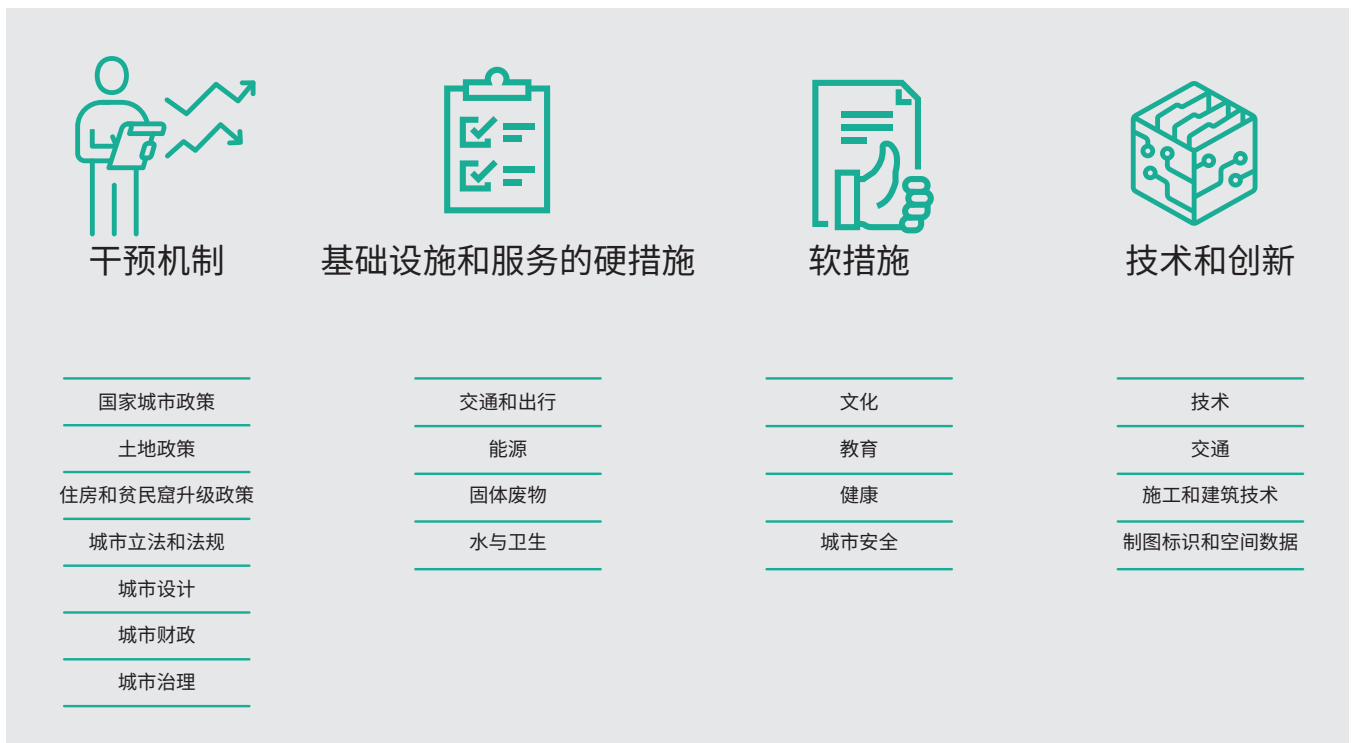 干预机制
基础设施和服务的硬措施
软措施
技术和创新
国家城市政策
土地政策
住房和贫民窟升级政策
城市立法和法规
城市设计
城市财政
城市治理
交通和出行
能源
固体废物
水与卫生
文化
教育
健康
城市安全
技术
交通
施工和建筑技术
制图标识和空间数据